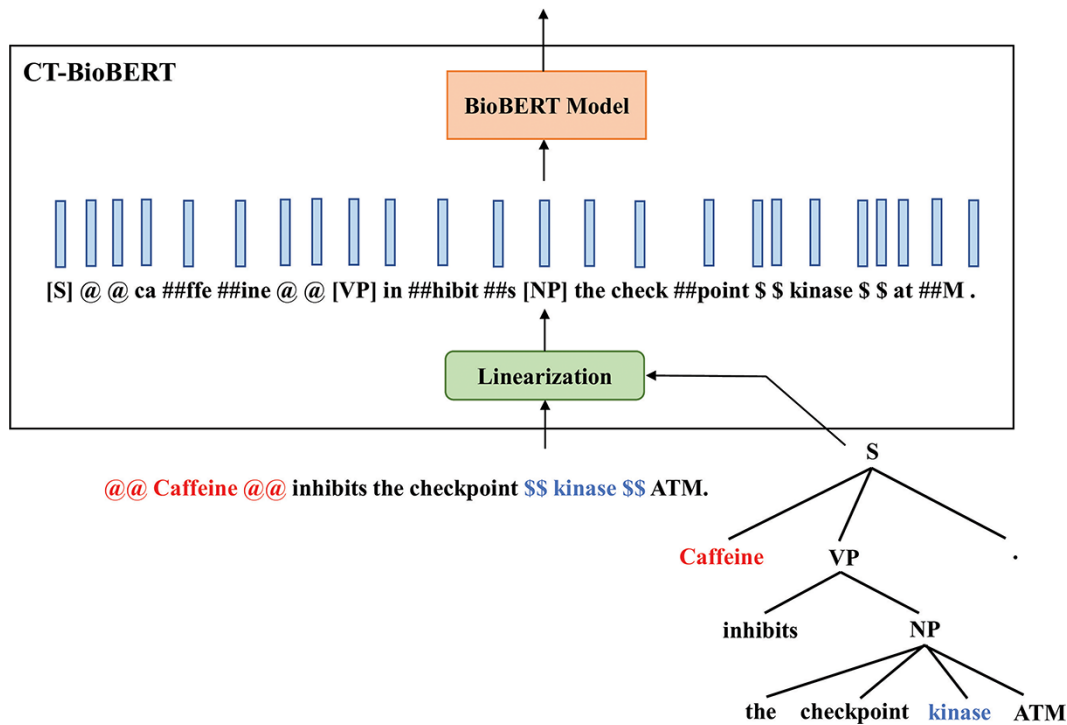 CT-BioBERT
BioBERT Model
[S] @ @ ca ##ffe ##ine @ @ [VP] in ##hibit ##s [NP] the check ##point $ $ kinase $ $ at ##M .
Linearization
@@ Caffeine @@ inhibits the checkpoint $$ kinase $$ ATM.
S
Caffeine VP .
inhibits NP
the checkpoint kinase ATM